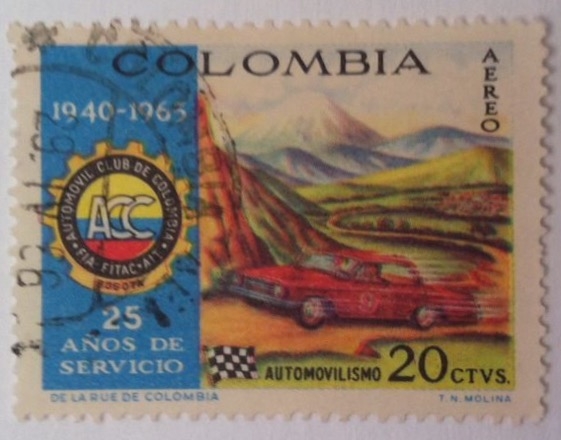 COLOMBIA
AEREO
1940-1965
AUTOMOVIL CLUB DE COLOMBIA
ACC
FIA·FITAC·AIT·
BOGOTA
25
AÑOS DE
SERVICIO
AUTOMOVILISMO 20 CTVS.
DE LA RUE DE COLOMBIA
T.N. MOLINA